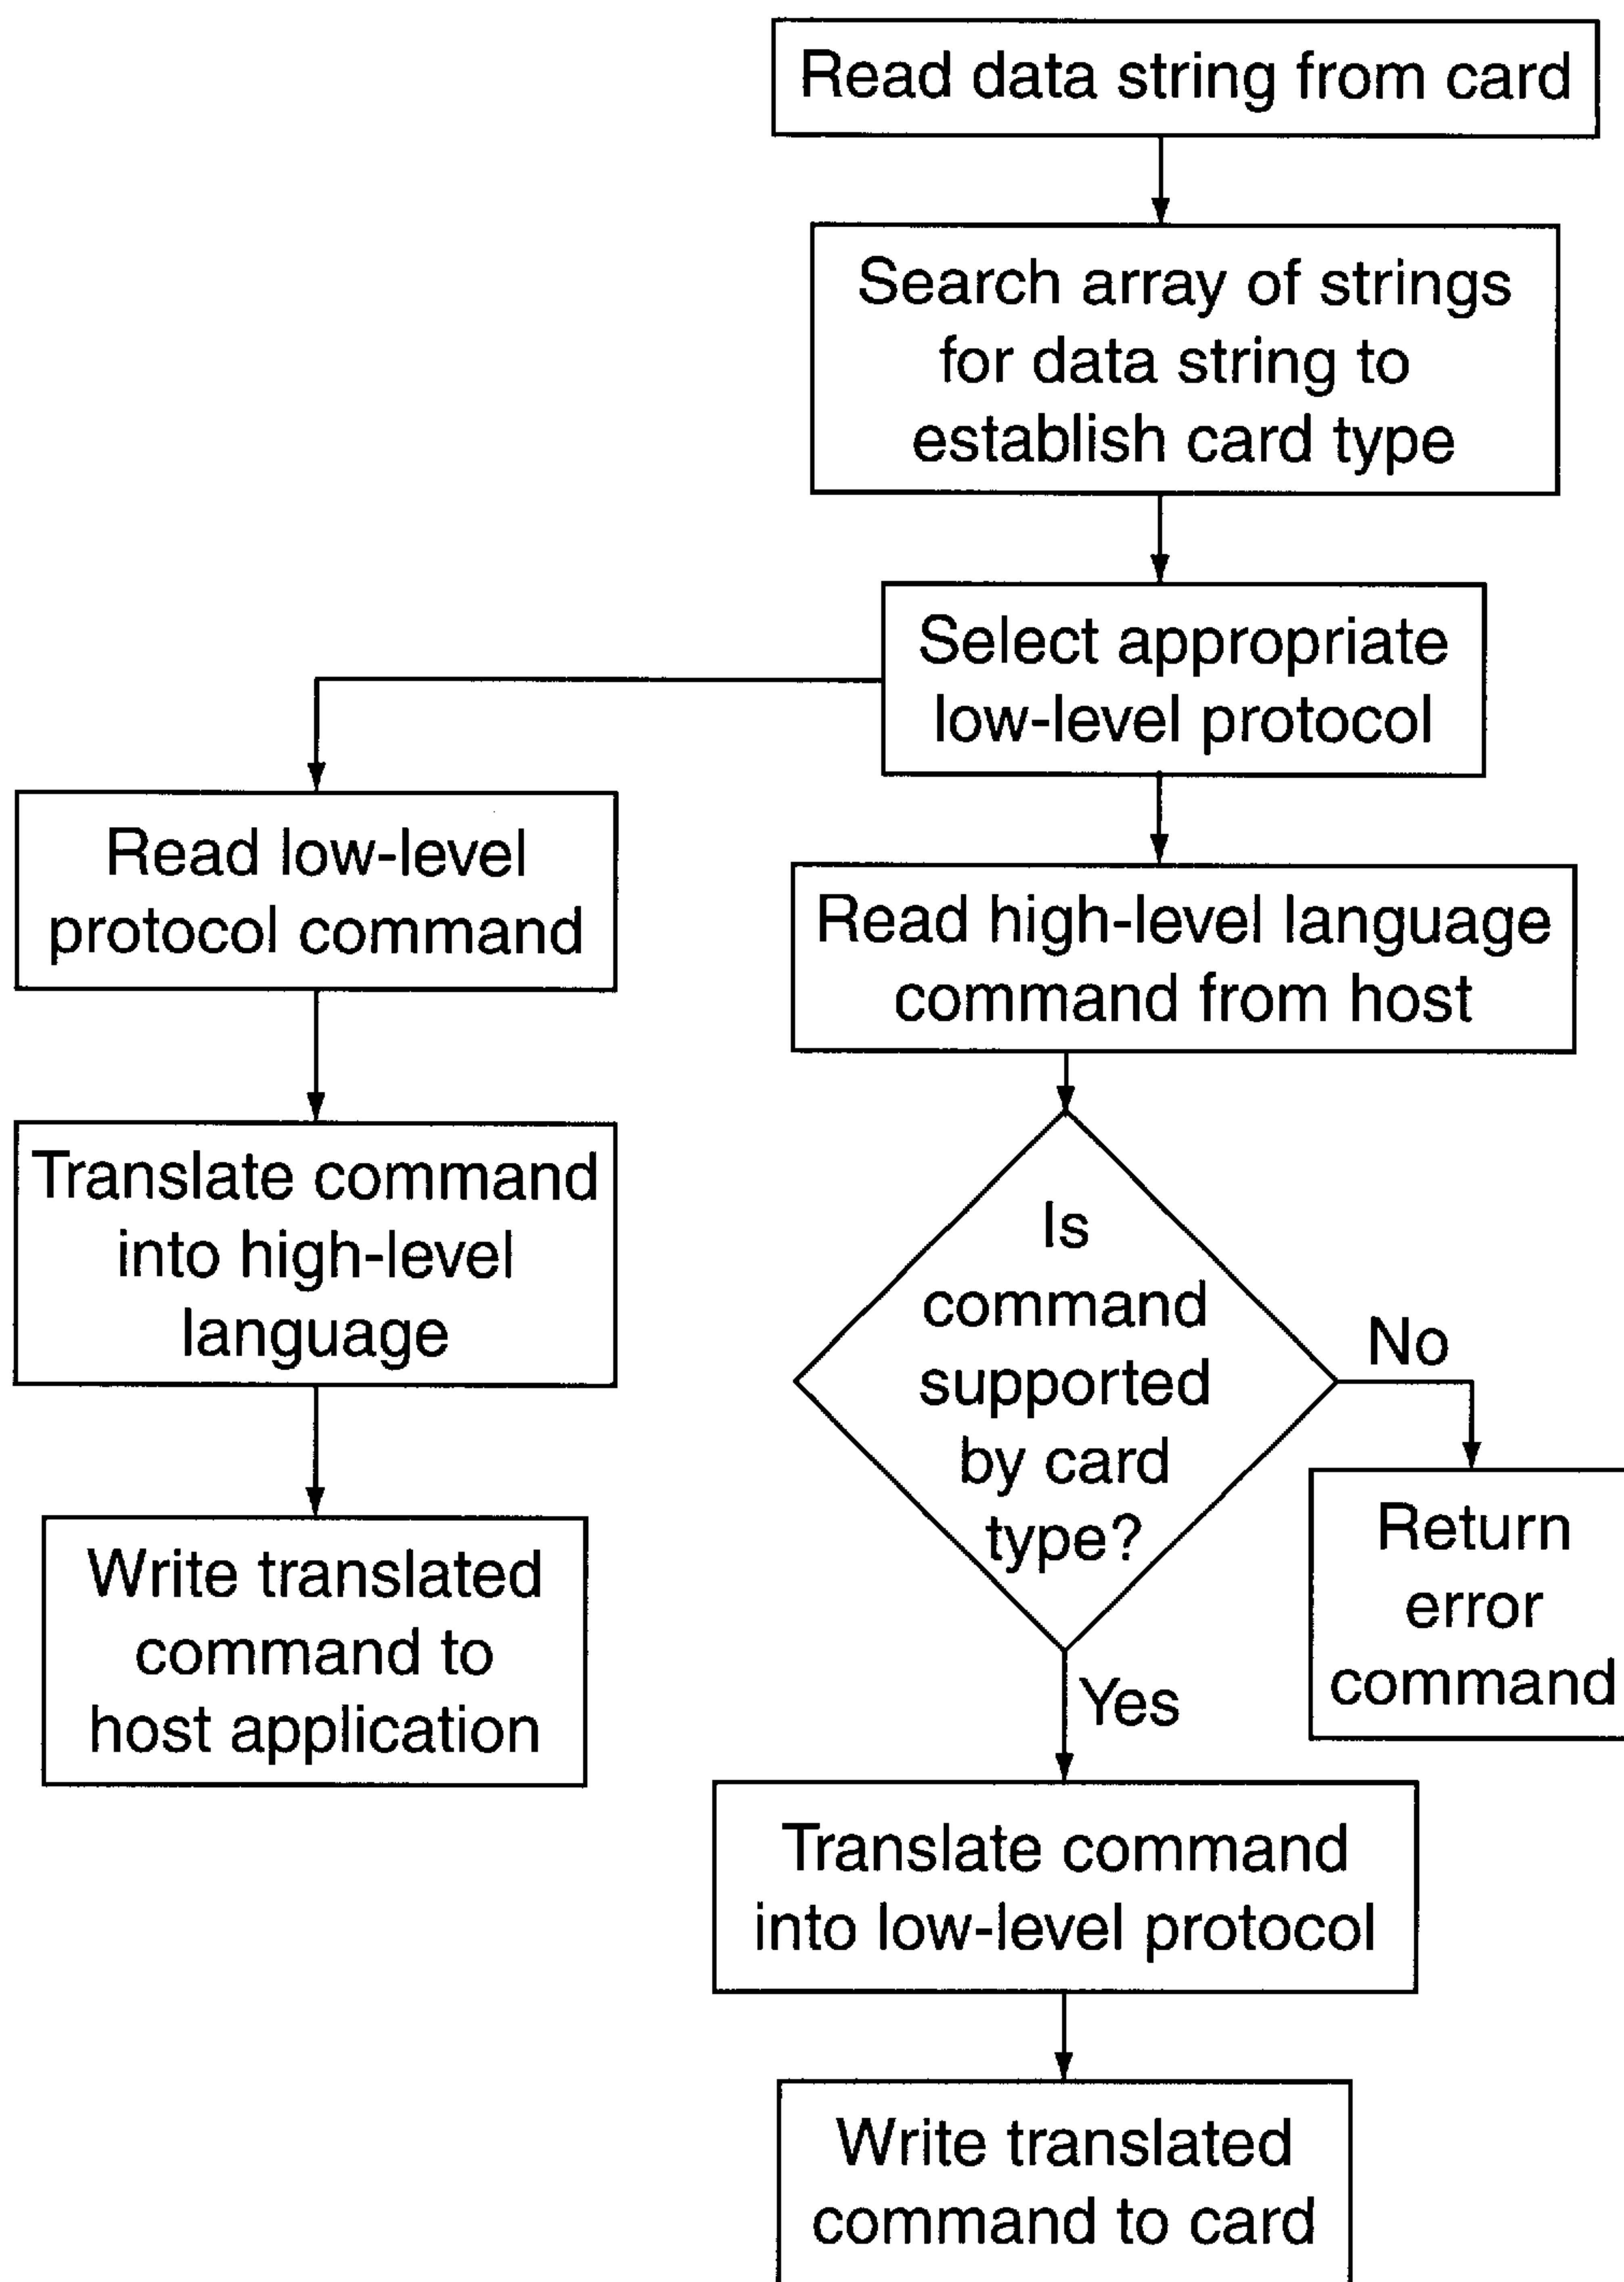 Read data string from card
Search array of strings
for data string to
establish card type
Select appropriate
low-level protocol
Read low-level
protocol command
Translate command
into high-level
language
Write translated
command to
host application
Read high-level language
command from host
Is
command
supported
by card
type?
No
Return
error
command
Yes
Translate command
into low-level protocol
Write translated
command to card